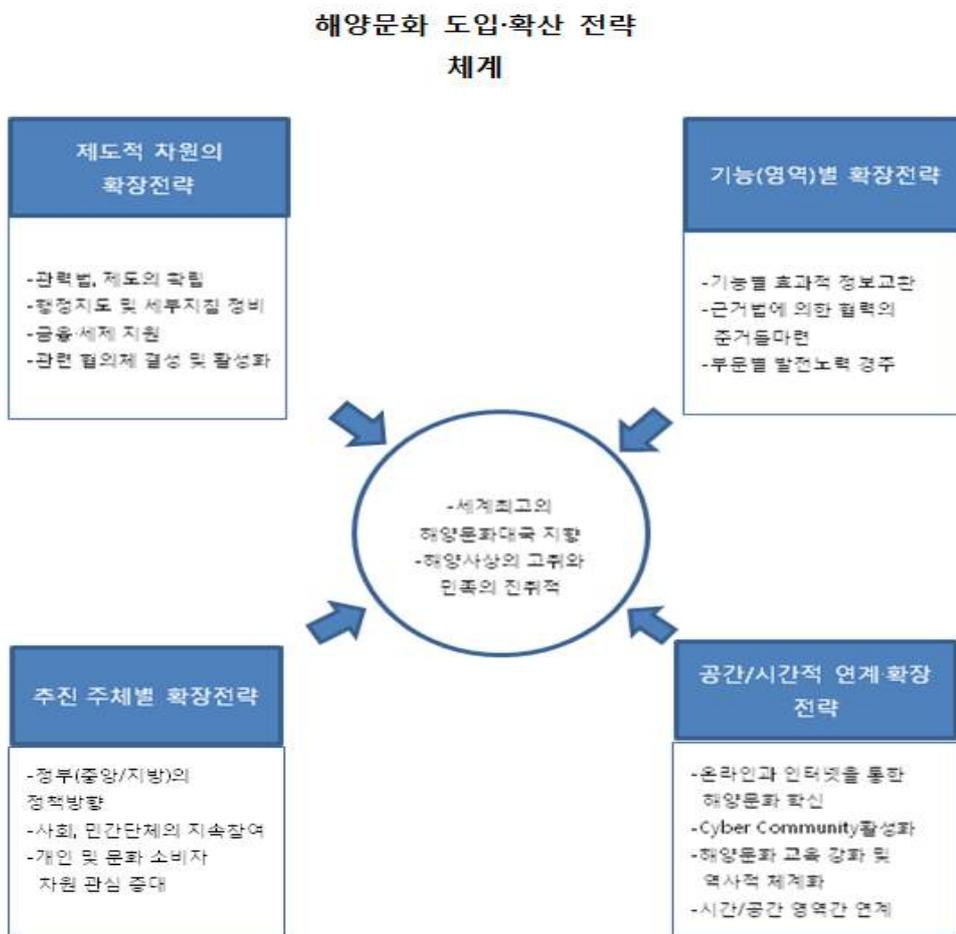 해양문화 도입·확산 전략
체계
제도적 차원의
확장전략
-관력법, 제도의 확립
-행정지도 및 세부지침 정비
-금융·세제 지원
-관련 협의체 결성 및 활성화
기능(영역)별 확장전략
-기능별 효과적 정보교환
-근거법에 의한 협력의
준거틀마련
-부문별 발전노력 경주
-세계최고의
해양문화대국 지향
-해양사상의 고취와
민족의 진취적
추진 주체별 확장전략
-정부(중앙/지방)의
정책방향
-사회, 민간단체의 지속참여
-개인 및 문화 소비자
차원 관심 증대
공간/시간적 연계·확장
전략
-온라인과 인터넷을 통한
해양문화 확신
-Cyber Community활성화
-해양문화 교육 강화 및
역사적 체계화
-시간/공간 영역간 연계